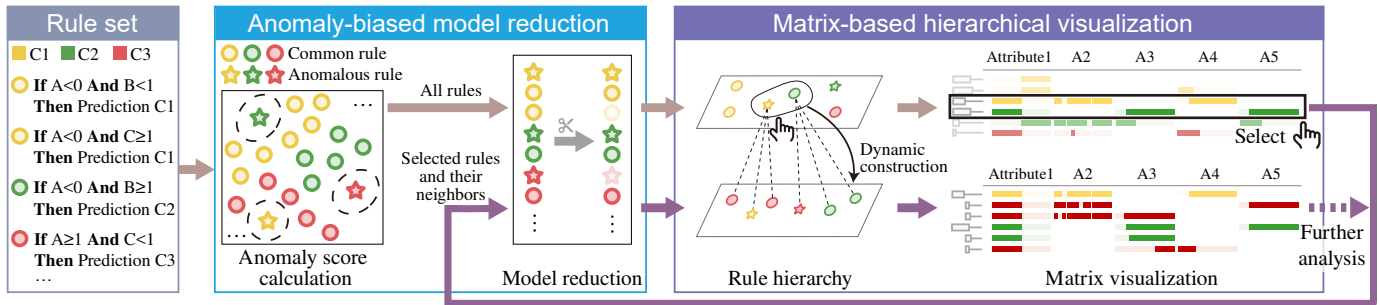 Rule set
C1 C2 C3
If A<0 And B<1
Then Prediction C1
If A<0 And C≥1
Then Prediction C1
If A<0 And B≥1
Then Prediction C2
If A≥1 And C<1
Then Prediction C3
...
Anomaly-biased model reduction
Common rule
Anomalous rule
...
...
Anomaly score
calculation
All rules
Selected rules
and their
neighbors
Model reduction
Matrix-based hierarchical visualization
Dynamic
construction
Rule hierarchy
Attribute1 A2 A3 A4 A5
Select
Attribute1 A2 A3 A4 A5
Matrix visualization
Further
analysis